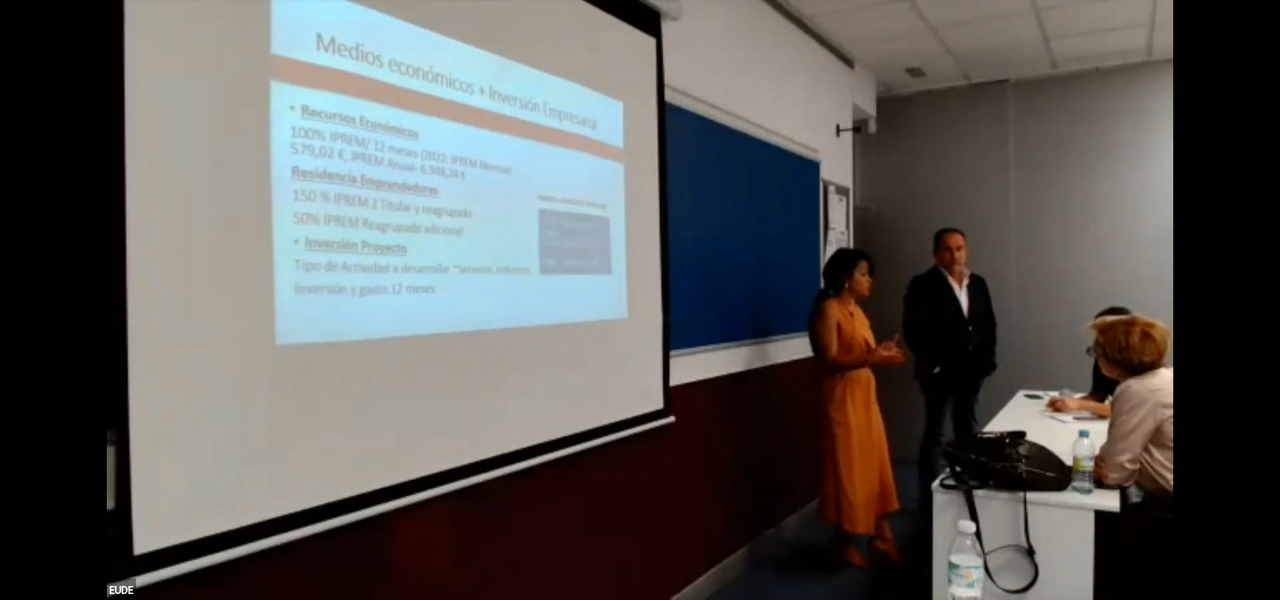 Medios económicos + Inversión Empresarial
• Recursos Económicos
100% IPREM/ 12 meses (2022: IPREM Mensual
579,02 €, IPREM Anual- 6.948,24 €
Residencia Emprendedores
150 % IPREM 2 Titular y reagrupado
50% IPREM Reagrupado adicional
• Inversión Proyecto
Tipo de Actividad a desarrollar *Servicios,
Inversión y gasto 12 meses
EUDE